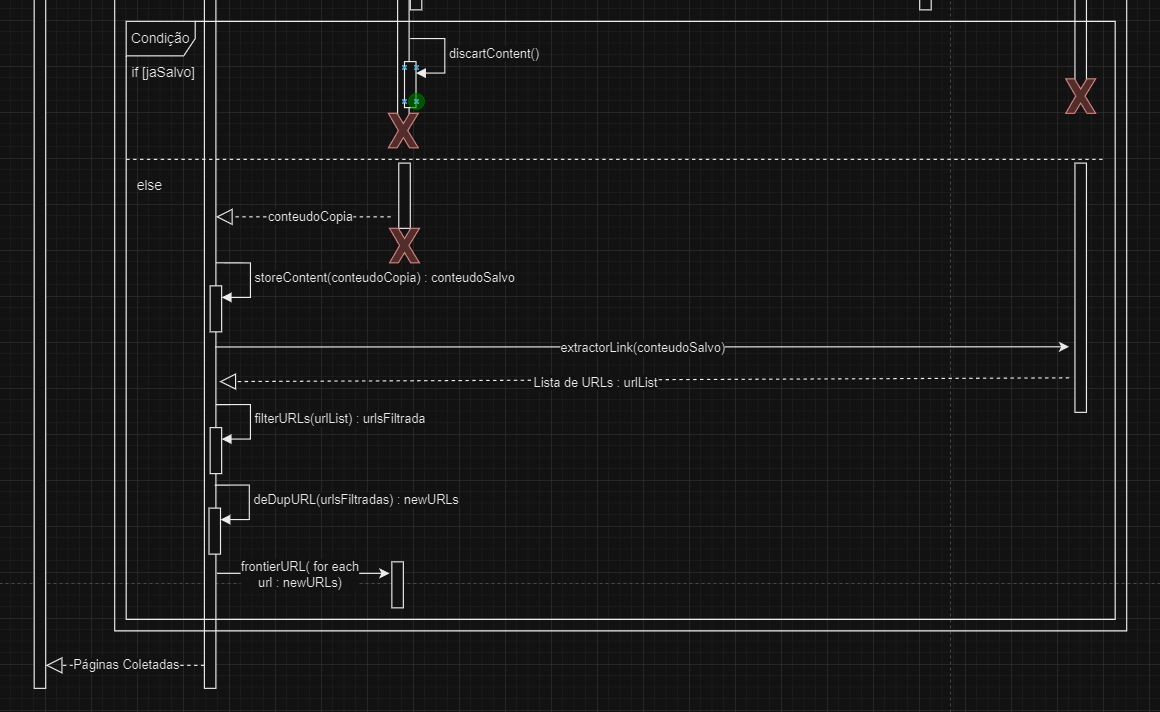 Condição
discartContent()
if [jaSalvo]
else
conteudoCopia
storeContent(conteudoCopia) : conteudoSalvo
extractorLink(conteudoSalvo)
Lista de URLs : urlList
filterURLs(urlList) : urlsFiltrada
deDupURL(urlsFiltradas) : newURLs
frontierURL( for each
url : newURLs)
Páginas Coletadas